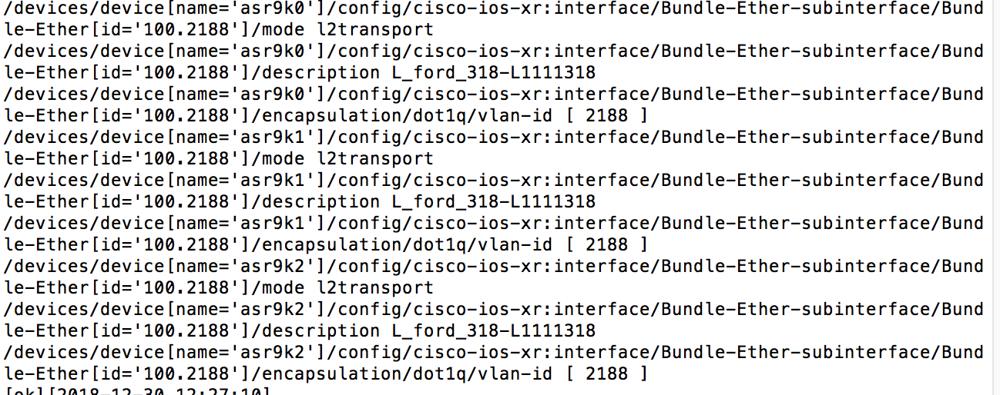 /devices/device[name='asr9k0']/config/cisco-ios-xr:interface/Bundle-Ether-subinterface/Bund
le-Ether[id='100.2188']/mode l2transport
/devices/device[name='asr9k0']/config/cisco-ios-xr:interface/Bundle-Ether-subinterface/Bund
le-Ether[id='100.2188']/description L_ford_318-L1111318
/devices/device[name='asr9k0']/config/cisco-ios-xr:interface/Bundle-Ether-subinterface/Bund
le-Ether[id='100.2188']/encapsulation/dot1q/vlan-id [ 2188 ]
/devices/device[name='asr9k1']/config/cisco-ios-xr:interface/Bundle-Ether-subinterface/Bund
le-Ether[id='100.2188']/mode l2transport
/devices/device[name='asr9k1']/config/cisco-ios-xr:interface/Bundle-Ether-subinterface/Bund
le-Ether[id='100.2188']/description L_ford_318-L1111318
/devices/device[name='asr9k1']/config/cisco-ios-xr:interface/Bundle-Ether-subinterface/Bund
le-Ether[id='100.2188']/encapsulation/dot1q/vlan-id [ 2188 ]
/devices/device[name='asr9k2']/config/cisco-ios-xr:interface/Bundle-Ether-subinterface/Bund
le-Ether[id='100.2188']/mode l2transport
/devices/device[name='asr9k2']/config/cisco-ios-xr:interface/Bundle-Ether-subinterface/Bund
le-Ether[id='100.2188']/description L_ford_318-L1111318
/devices/device[name='asr9k2']/config/cisco-ios-xr:interface/Bundle-Ether-subinterface/Bund
le-Ether[id='100.2188']/encapsulation/dot1q/vlan-id [ 2188 ]
[ok][2018-12-30 12:27:10]